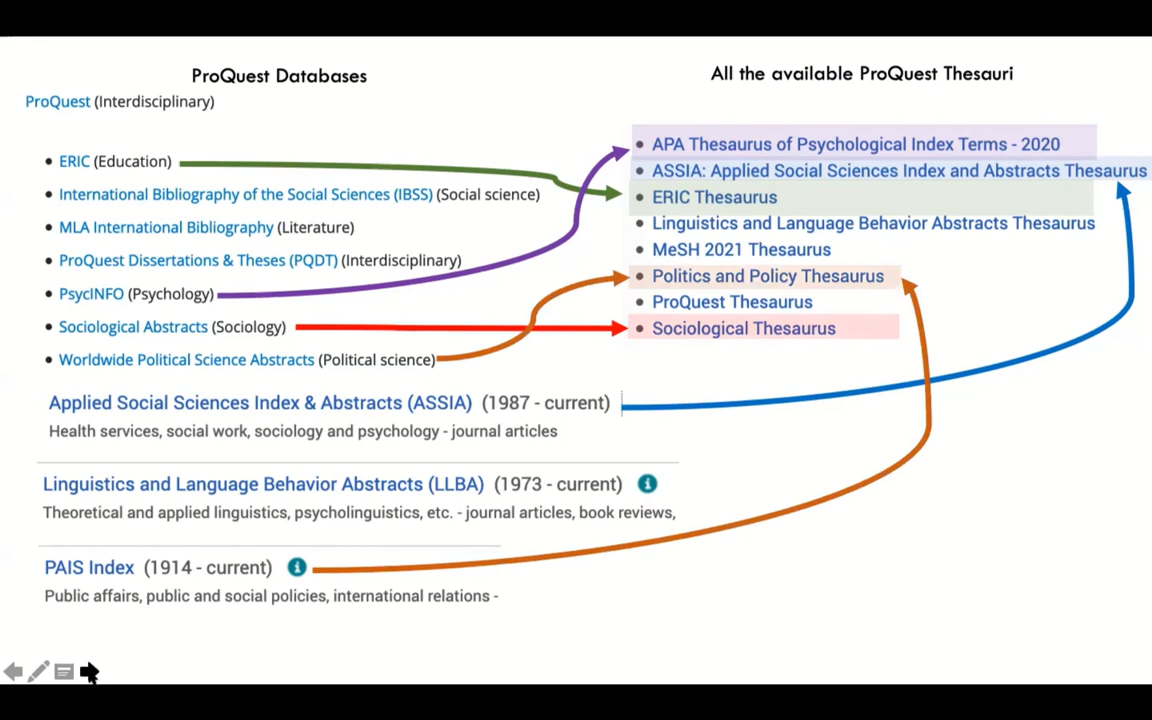 ProQuest Databases
ProQuest (Interdisciplinary)
• ERIC (Education)
• International Bibliography of the Social Sciences (IBSS) (Social science)
• MLA International Bibliography (Literature)
• ProQuest Dissertations & Theses (PQDT) (Interdisciplinary)
• PsycINFO (Psychology)
• Sociological Abstracts (Sociology)
• Worldwide Political Science Abstracts (Political science)
Applied Social Sciences Index & Abstracts (ASSIA) (1987 - current)
Health services, social work, sociology and psychology - journal articles
Linguistics and Language Behavior Abstracts (LLBA) (1973 - current)
Theoretical and applied linguistics, psycholinguistics, etc. - journal articles, book reviews,
PAIS Index (1914 - current)
Public affairs, public and social policies, international relations -
All the available ProQuest Thesauri
• APA Thesaurus of Psychological Index Terms - 2020
• ASSIA: Applied Social Sciences Index and Abstracts Thesaurus
• ERIC Thesaurus
• Linguistics and Language Behavior Abstracts Thesaurus
• MeSH 2021 Thesaurus
• Politics and Policy Thesaurus
• ProQuest Thesaurus
• Sociological Thesaurus